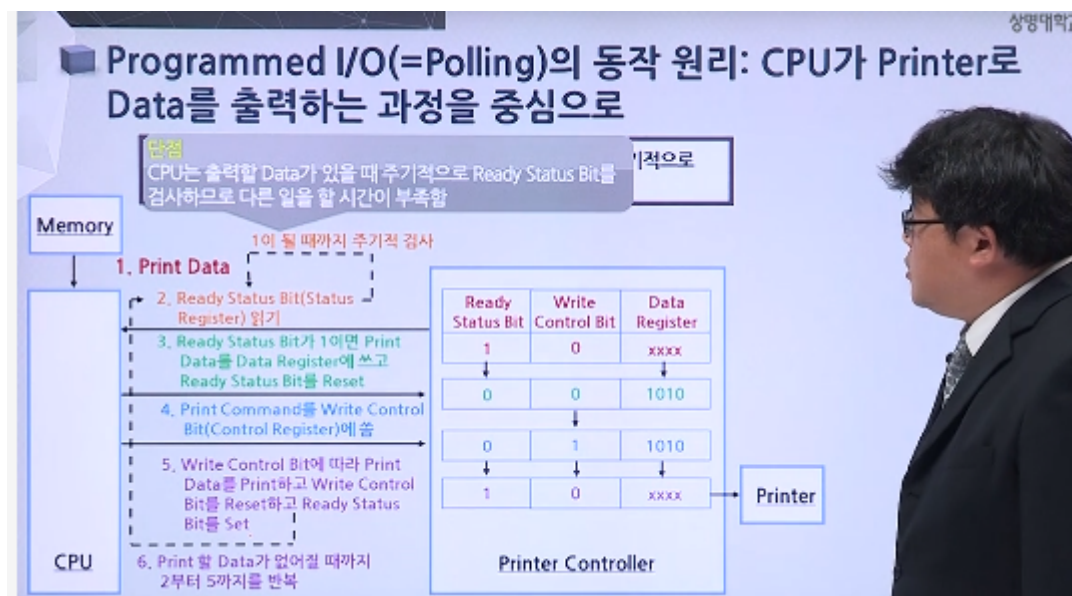 상명대학교
Programmed I/O(=Polling)의 동작 원리: CPU가 Printer로
Data를 출력하는 과정을 중심으로
단점
CPU는 출력할 Data가 있을 때 주기적으로 Ready Status Bit를
검사하므로 다른 일을 할 시간이 부족함
기적으로
Memory
1이 될 때까지 주기적 검사
1. Print Data
2. Ready Status Bit(Status
Register) 읽기
3. Ready Status Bit가 1이면 Print
Data를 Data Register에 쓰고
Ready Status Bit를 Reset
4. Print Command를 Write Control
Bit(Control Register)에 씀
5. Write Control Bit에 따라 Print
Data를 Print하고 Write Control
Bit를 Reset하고 Ready Status
Bit를 Set
6. Print 할 Data가 없어질 때까지
2부터 5까지를 반복
CPU
Ready Status Bit Write Control Bit Data Register
1 0 xxxx
0 0 1010
0 1 1010
1 0 xxxx
Printer
Printer Controller